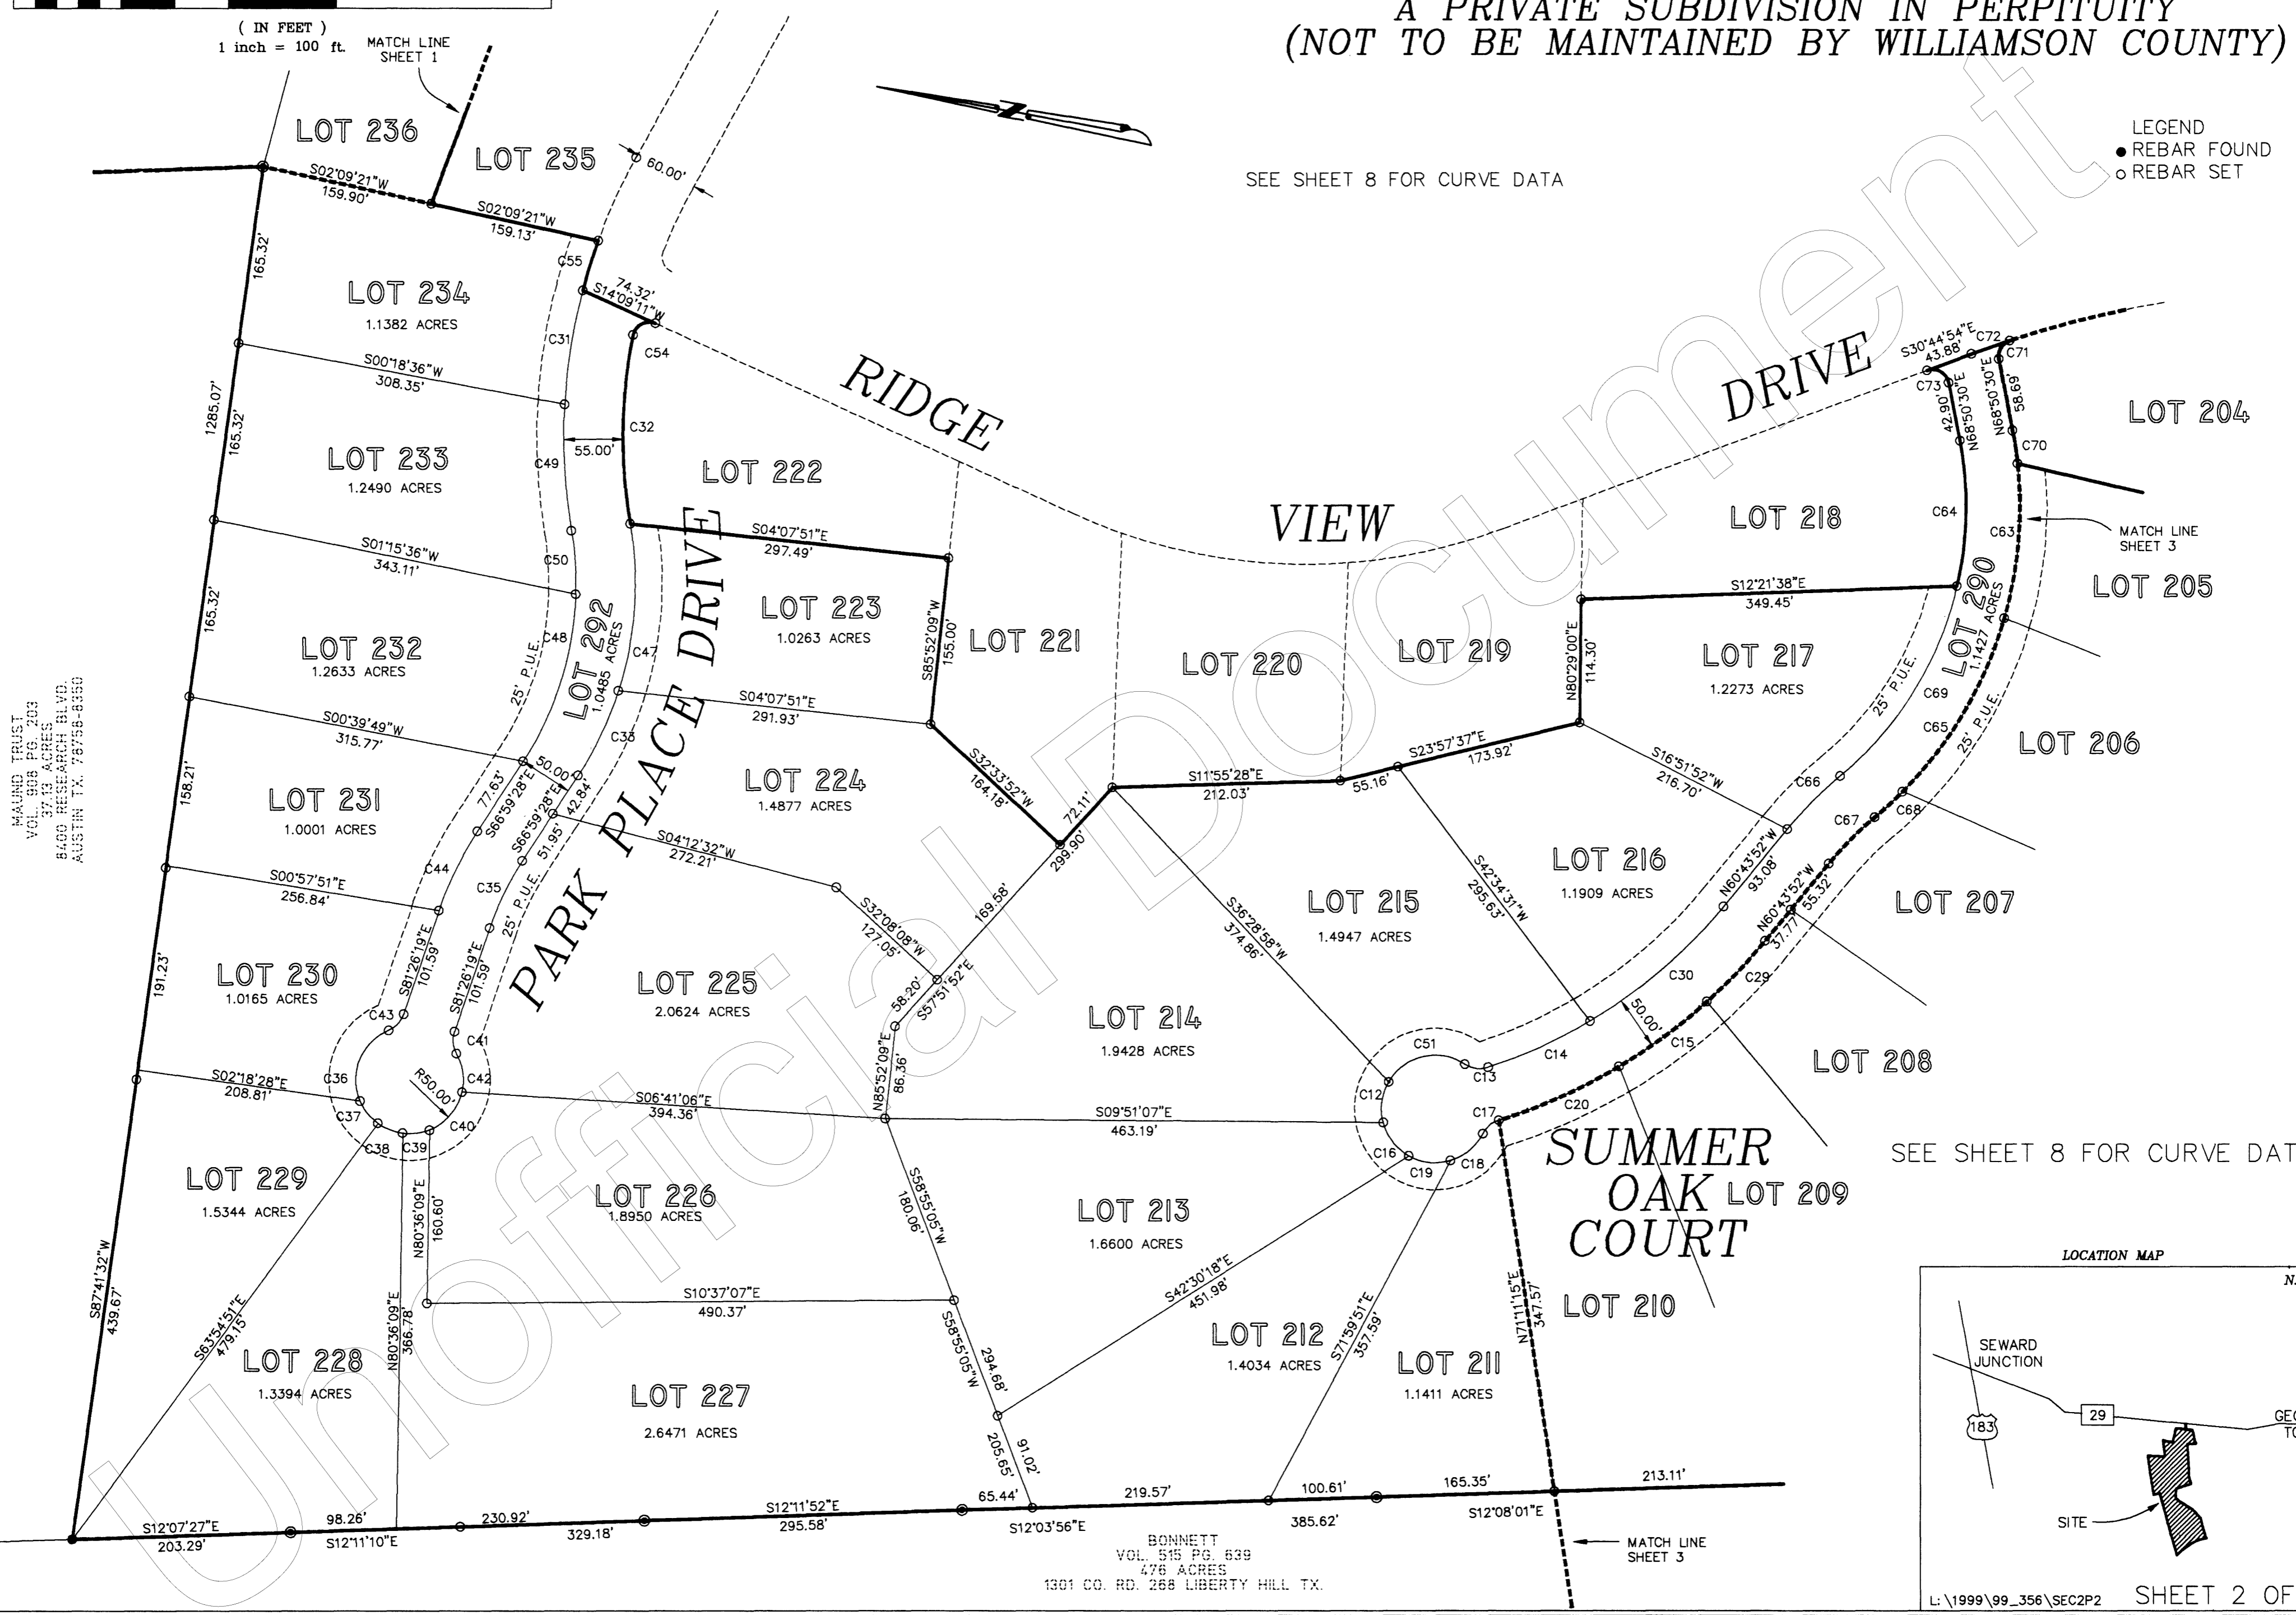 A PRIVATE SUBDIVISION IN PERPITUITY
(NOT TO BE MAINTAINED BY WILLIAMSON COUNTY)
( IN FEET )
1 inch = 100 ft.
MATCH LINE
SHEET 1
LEGEND
REBAR FOUND
REBAR SET
SEE SHEET 8 FOR CURVE DATA
LOT 236
LOT 235
60.00'
S02°09'21"W
159.90'
S02°09'21"W
159.13'
165.32'
C55
74.32'
S14°09'11"W
LOT 234
1.1382 ACRES
C31
C54
S00°18'36"W
308.35'
RIDGE
VIEW
DRIVE
S30°44'54"E
43.88'
C72
C71
C73
N68°50'30"E
42.90'
N68°50'30"E
58.69'
C70
LOT 204
1285.07'
165.32'
C32
55.00'
LOT 233
1.2490 ACRES
C49
LOT 222
S04°07'51"E
297.49'
LOT 218
C64
C63
MATCH LINE
SHEET 3
S01°15'36"W
343.11'
C50
165.32'
LOT 223
1.0263 ACRES
S85°52'09"W
155.00'
LOT 221
LOT 220
LOT 219
N80°29'00"E
114.30'
S12°21'38"E
349.45'
LOT 217
1.2273 ACRES
LOT 290
1.1427 ACRES
LOT 205
LOT 232
1.2633 ACRES
C48
25' P.U.E.
LOT 292
1.0485 ACRES
C47
PARK PLACE DRIVE
S04°07'51"E
291.93'
25' P.U.E.
C69
C65
25' P.U.E.
LOT 206
MAUND TRUST
VOL. 908 PG. 203
37.13 ACRES
8400 RESEARCH BLVD.
AUSTIN TX. 78758-8350
S00°39'49"W
315.77'
C33
50.00'
158.21'
LOT 231
1.0001 ACRES
77.63'
S66°59'28"E
S66°59'28"E
42.84'
51.95'
LOT 224
1.4877 ACRES
S32°33'52"W
164.18'
72.11'
299.90'
S11°55'28"E
212.03'
55.16'
S23°57'37"E
173.92'
S16°51'52"W
216.70'
C66
C68
C67
S04°12'32"W
272.21'
C44
C35
25' P.U.E.
S00°57'51"E
256.84'
LOT 216
1.1909 ACRES
S42°34'31"W
295.63'
N60°43'52"W
93.08'
N60°43'52"W
55.32'
37.77'
LOT 207
LOT 215
1.4947 ACRES
S36°28'58"W
374.86'
169.58'
S32°08'08"W
127.05'
191.23'
LOT 230
1.0165 ACRES
S81°26'19"E
101.59'
S81°26'19"E
101.59'
LOT 225
2.0624 ACRES
58.20'
S57°51'52"E
C30
C29
50.00'
C15
C14
C43
C41
LOT 214
1.9428 ACRES
C51
C13
LOT 208
N85°52'09"E
86.36'
C36
R50.00'
C42
S02°18'28"E
208.81'
S06°41'06"E
394.36'
C12
C17
C20
S09°51'07"E
463.19'
C37
C38
C39
C40
C16
C19
C18
SUMMER
OAK
COURT
SEE SHEET 8 FOR CURVE DAT
LOT 229
1.5344 ACRES
N80°36'09"E
160.60'
LOT 226
1.8950 ACRES
S58°55'05"W
180.06'
LOT 213
1.6600 ACRES
LOT 209
LOCATION MAP
N.
S42°30'18"E
451.98'
S10°37'07"E
490.37'
S87°41'32"W
439.67'
S63°54'51"E
479.15'
N80°36'09"E
366.78'
N71°11'15"E
347.57'
LOT 210
S58°55'05"W
294.68'
LOT 212
1.4034 ACRES
S71°59'51"E
357.59'
LOT 211
1.1411 ACRES
SEWARD
JUNCTION
LOT 228
1.3394 ACRES
LOT 227
2.6471 ACRES
29
183
GEO
TO
205.65'
91.02'
S12°07'27"E
203.29'
98.26'
S12°11'10"E
230.92'
329.18'
S12°11'52"E
295.58'
65.44'
S12°03'56"E
219.57'
385.62'
100.61'
165.35'
S12°08'01"E
213.11'
SITE
BONNETT
VOL. 515 PG. 639
476 ACRES
1301 CO. RD. 268 LIBERTY HILL TX.
MATCH LINE
SHEET 3
L:\1999\99_356\SEC2P2
SHEET 2 OF
Unofficial Document